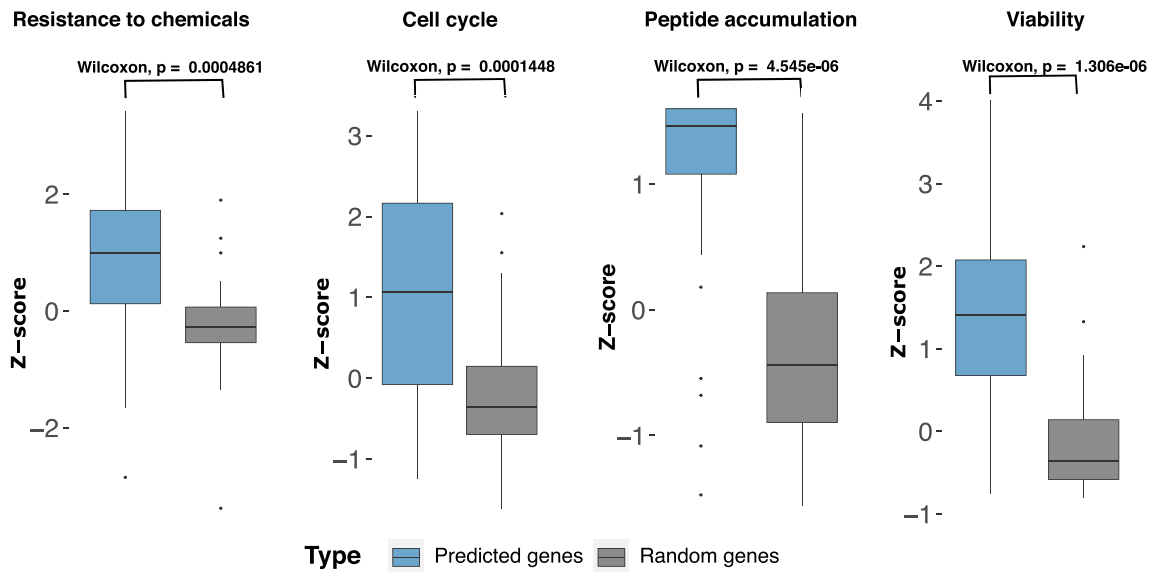 Resistance to chemicals
Wilcoxon, p = 0.0004861
Z−score
2
0
−2
Cell cycle
Wilcoxon, p = 0.0001448
Z−score
3
2
1
0
−1
Peptide accumulation
Wilcoxon, p = 4.545e-06
Z−score
1
0
−1
Viability
Wilcoxon, p = 1.306e-06
Z−score
4
3
2
1
0
−1
Type Predicted genes Random genes